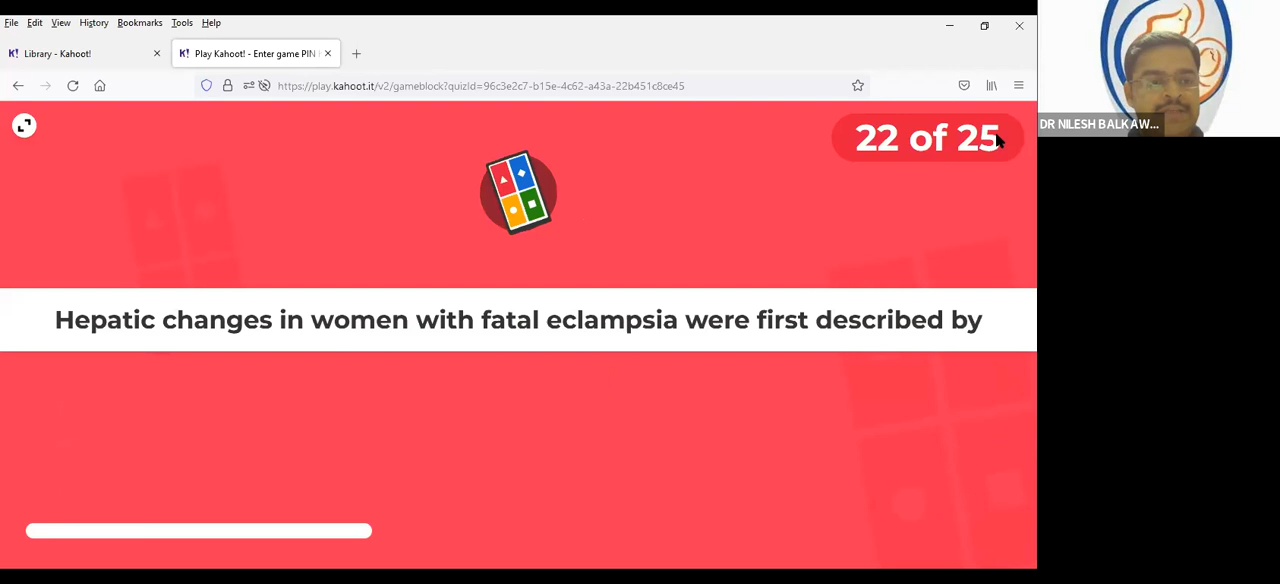 File Edit View History Bookmarks Tools Help
K! Library - Kahoot!
K! Play Kahoot! - Enter game PIN
https://play.kahoot.it/v2/gameblock?quizId=96c3e2c7-b15e-4c62-a43a-22b451c8ce45
DR NILESH BALKAW...
22 of 25
Hepatic changes in women with fatal eclampsia were first described by